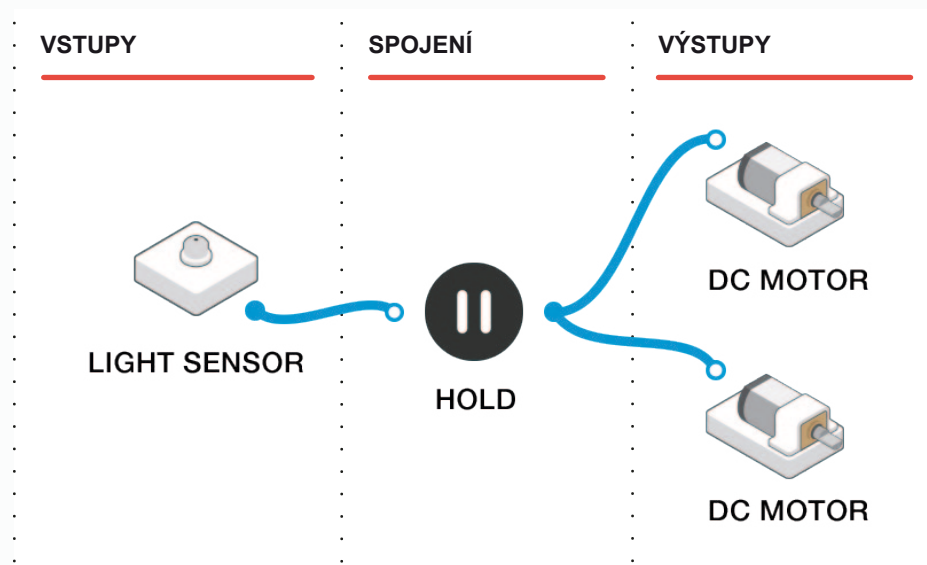 VSTUPY
SPOJENÍ
VÝSTUPY
LIGHT SENSOR
HOLD
DC MOTOR
DC MOTOR